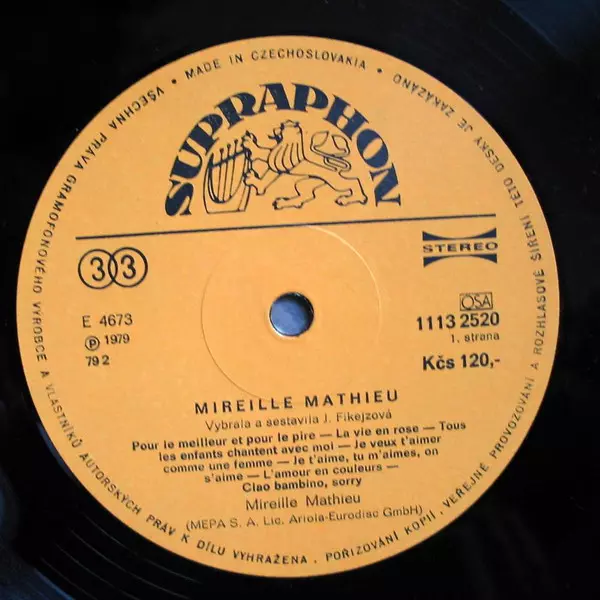 VŠECHNA PRÁVA GRAMOFONOVÉHO VÝROBCE A VLASTNÍKŮ AUTORSKÝCH PRÁV K DÍLU VYHRAŽENA. POŘIZOVÁNÍ KOPIÍ, VEŘEJNÉ PROVOZOVÁNÍ A ROZHLASOVÉ ŠÍŘENÍ TÉTO DESKY JE ZAKÁZÁNO • MADE IN CZECHOSLOVAKIA •
SUPRAPHON
33
STEREO
E 4673
Ⓟ 1979
79 2
OSA
1113 2520
1. strana
Kčs 120,-
MIREILLE MATHIEU
Vybrala a sestavila J. Fikejzová
Pour le meilleur et pour le pire — La vie en rose — Tous
les enfants chantent avec moi — Je veux t'aimer
comme une femme — Je t'aime, tu m'aimes, on
s'aime — L'amour en couleurs —
Ciao bambino, sorry
Mireille Mathieu
(MEPA S. A. Lic. Ariola-Eurodisc GmbH)